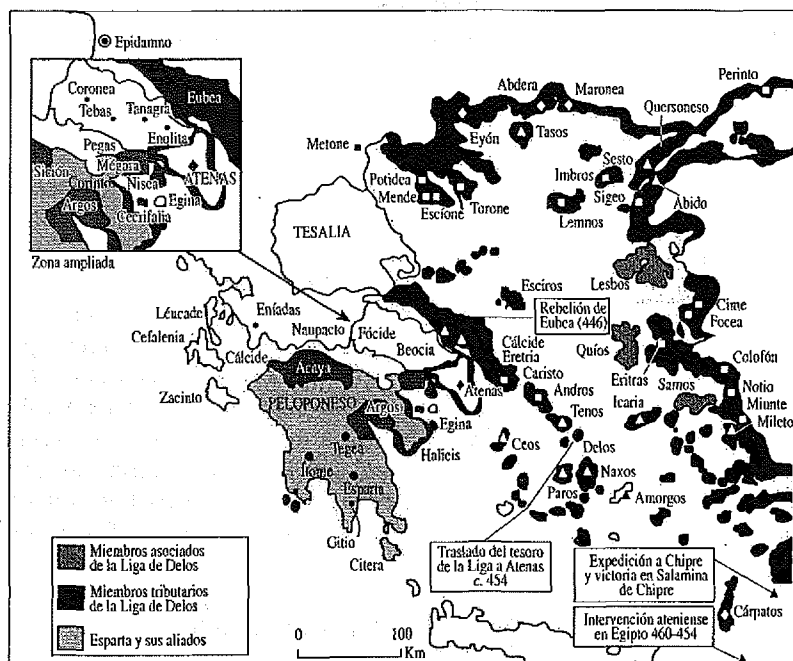 Epidamno
Coronea
Tebas
Tanagra
Eubea
Enolita
Pegas
Sición
Mégara
Corinto
Nisea
ATENAS
Argos
Egina
Cecrifalia
Zona ampliada
Abdera
Maronea
Perinto
Quersoneso
Eyón
Tasos
Metone
Potidea
Mende
Escione
Torone
Sesto
Imbros
Sigeo
Lemnos
Abido
TESALIA
Lesbos
Esciros
Rebelión de
Eubea (446)
Cime
Focea
Léucade
Eníadas
Cefalenia
Naupacto
Fócide
Cálcide
Beocia
Cálcide
Eretria
Quíos
Zacinto
Acaya
Atenas
Caristo
Eritras
Colofón
PELOPONESO
Argos
Andros
Samos
Notio
Egina
Tenos
Icaria
Miunte
Mileto
Tegea
Halieis
Ceos
Delos
Itome
Esparta
Paros
Naxos
Amorgos
Gitio
Citera
Miembros asociados
de la Liga de Delos
Miembros tributarios
de la Liga de Delos
Esparta y sus aliados
Traslado del tesoro
de la Liga a Atenas
c. 454
Expedición a Chipre
y victoria en Salamina
de Chipre
Intervención ateniense
en Egipto 460-454
Cárpatos
0 100
Km